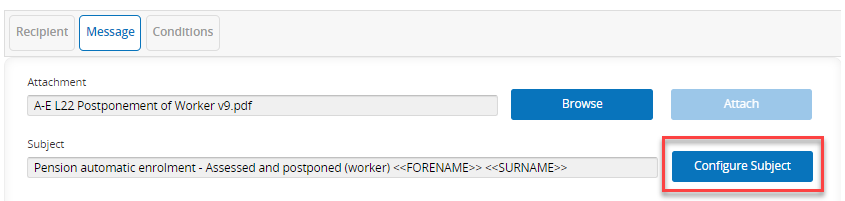 Recipient Message Conditions
Attachment
A-E L22 Postponement of Worker v9.pdf Browse Attach
Subject
Pension automatic enrolment - Assessed and postponed (worker) <<FORENAME>> <<SURNAME>> Configure Subject